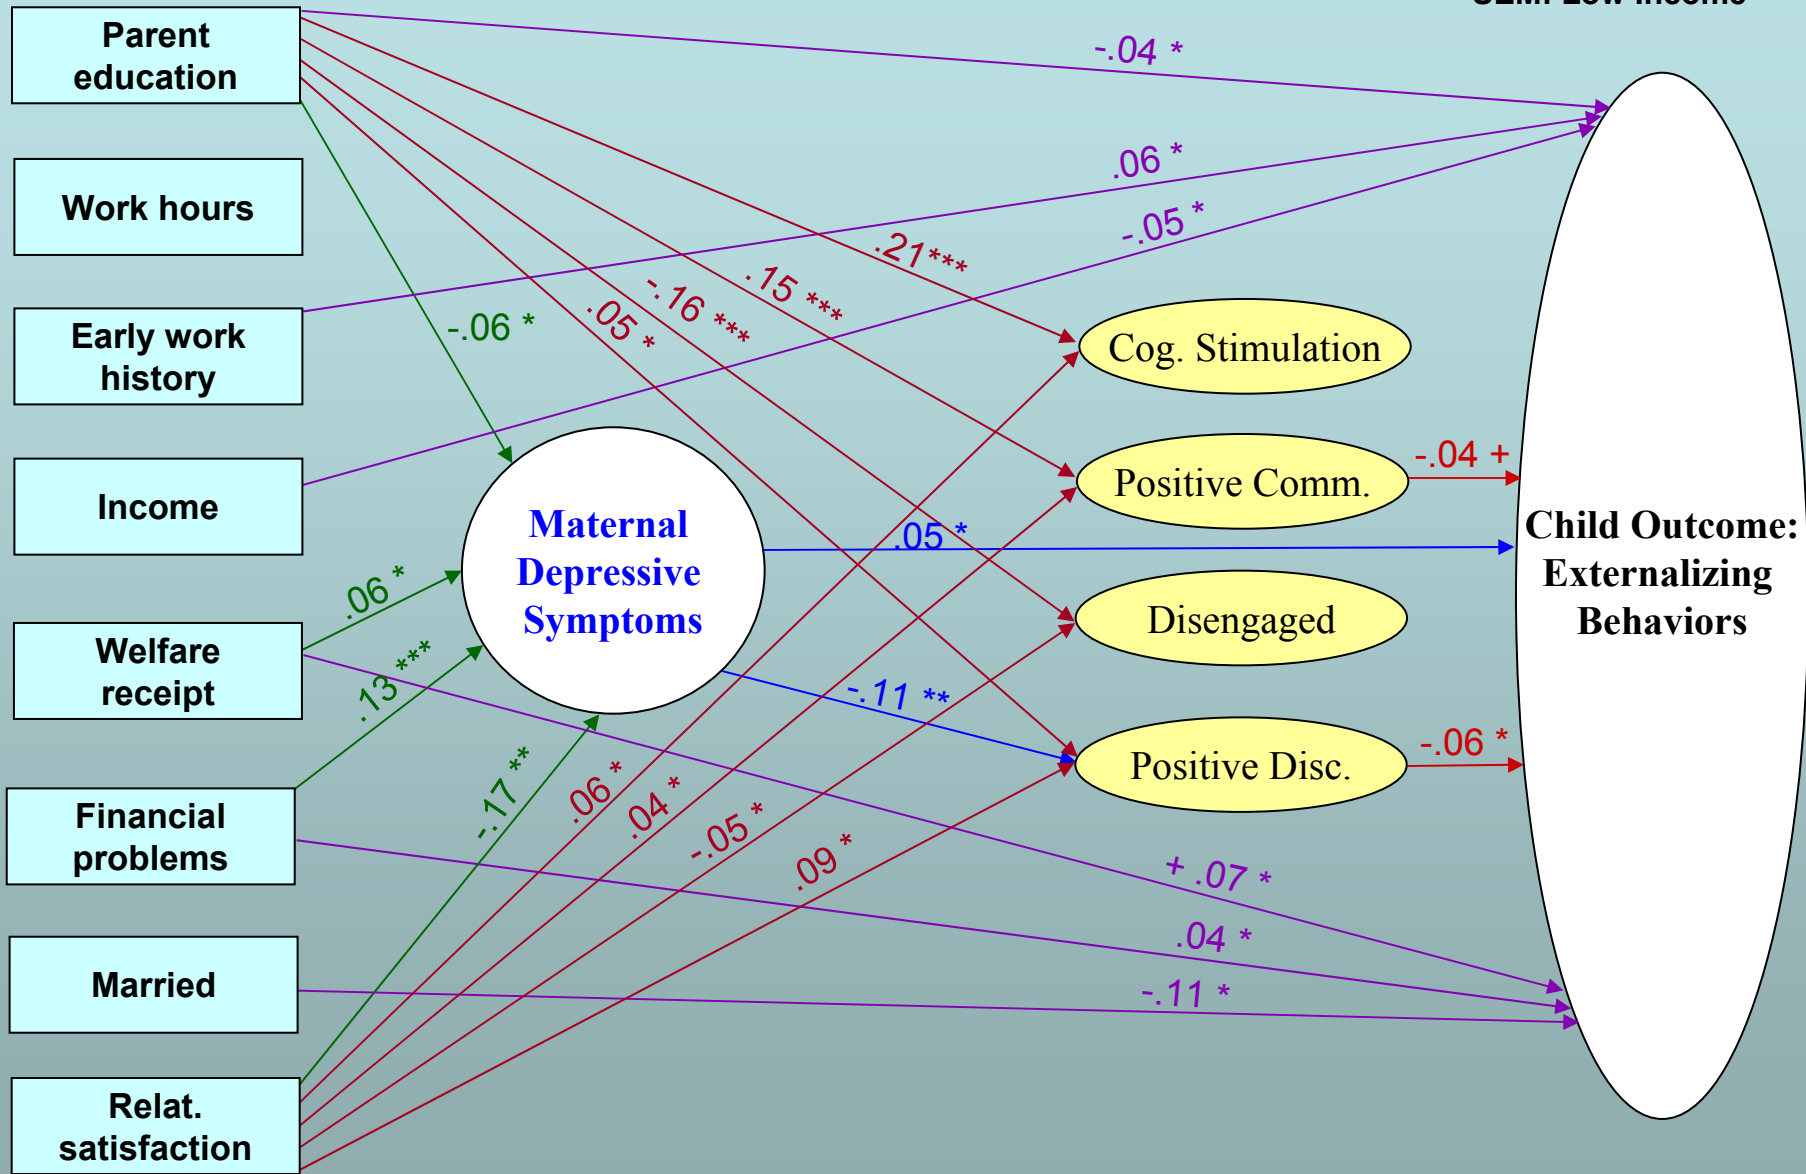 Parent
education
Work hours
Early work
history
Income
Welfare
receipt
Financial
problems
Married
Relat.
satisfaction
Maternal
Depressive
Symptoms
Cog. Stimulation
Positive Comm.
Disengaged
Positive Disc.
Child Outcome:
Externalizing
Behaviors
-.04 *
.06 *
-.05 *
.21***
.15 ***
-.16 ***
.05 *
-.06 *
-.04 +
.05 *
.06 *
.13 ***
-.11 **
-.06 *
-.17 **
.06 *
.04 *
-.05 *
.09 *
+ .07 *
.04 *
-.11 *